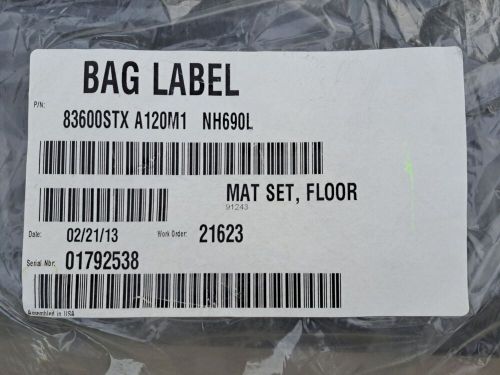 BAG LABEL
P/N:
83600STX A120M1 NH690L
MAT SET, FLOOR
91243
Date: 02/21/13 Work Order: 21623
Serial Nbr: 01792538
Assembled in USA